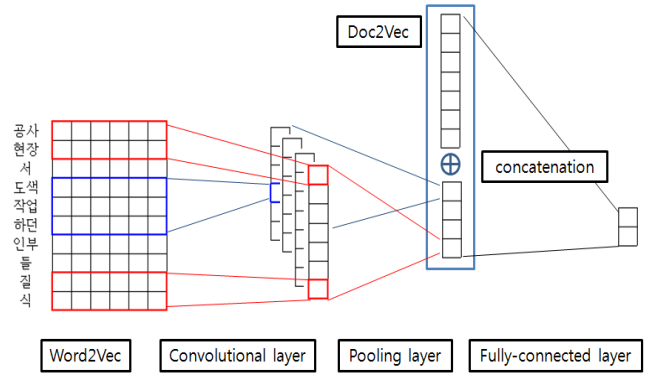 Doc2Vec
공사
현장
서
도색
작업
하던
인부
들
질
식
concatenation
Word2Vec
Convolutional layer
Pooling layer
Fully-connected layer